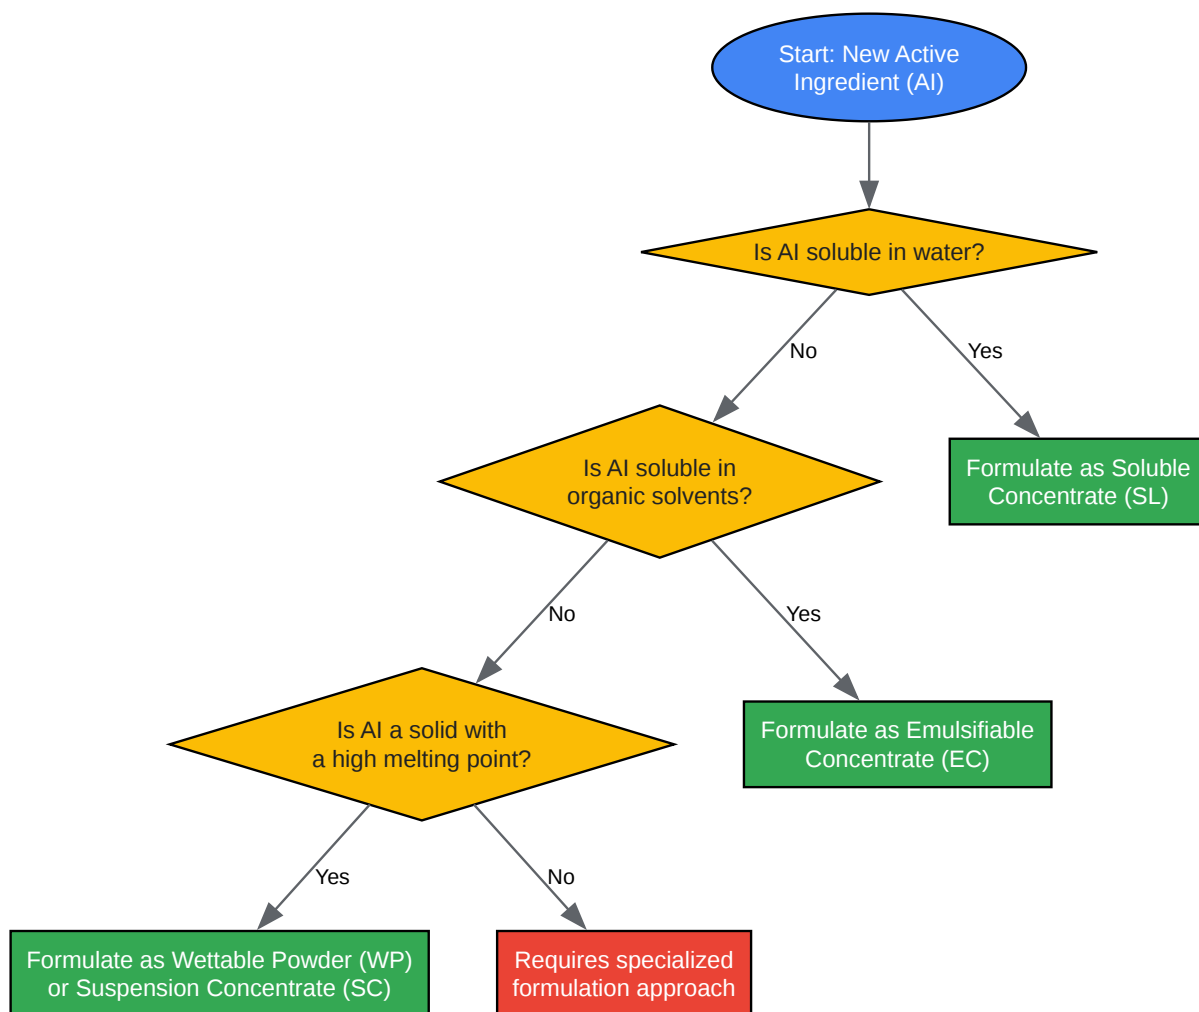 Start: New Active
Ingredient (AI)
Is AI soluble in water?
No
Yes
Is AI soluble in
organic solvents?
Formulate as Soluble
Concentrate (SL)
No
Yes
Is AI a solid with
a high melting point?
Formulate as Emulsifiable
Concentrate (EC)
Yes
No
Formulate as Wettable Powder (WP)
or Suspension Concentrate (SC)
Requires specialized
formulation approach